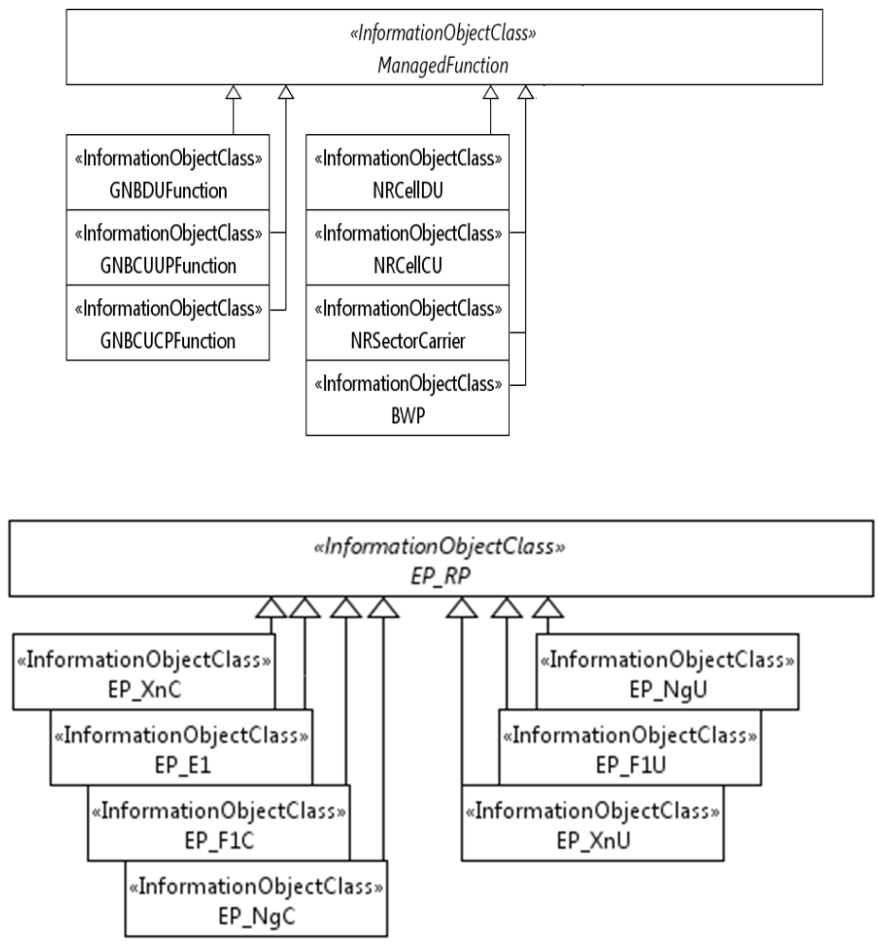 «InformationObjectClass»
ManagedFunction
«InformationObjectClass»
GNBDUFunction
«InformationObjectClass»
GNBCUUPFunction
«InformationObjectClass»
GNBCUCPFunction
«InformationObjectClass»
NRCellDU
«InformationObjectClass»
NRCellCU
«InformationObjectClass»
NRSectorCarrier
«InformationObjectClass»
BWP
«InformationObjectClass»
EP_RP
«InformationObjectClass»
EP_XnC
«InformationObjectClass»
EP_E1
«InformationObjectClass»
EP_F1C
«InformationObjectClass»
EP_NgC
«InformationObjectClass»
EP_NgU
«InformationObjectClass»
EP_F1U
«InformationObjectClass»
EP_XnU